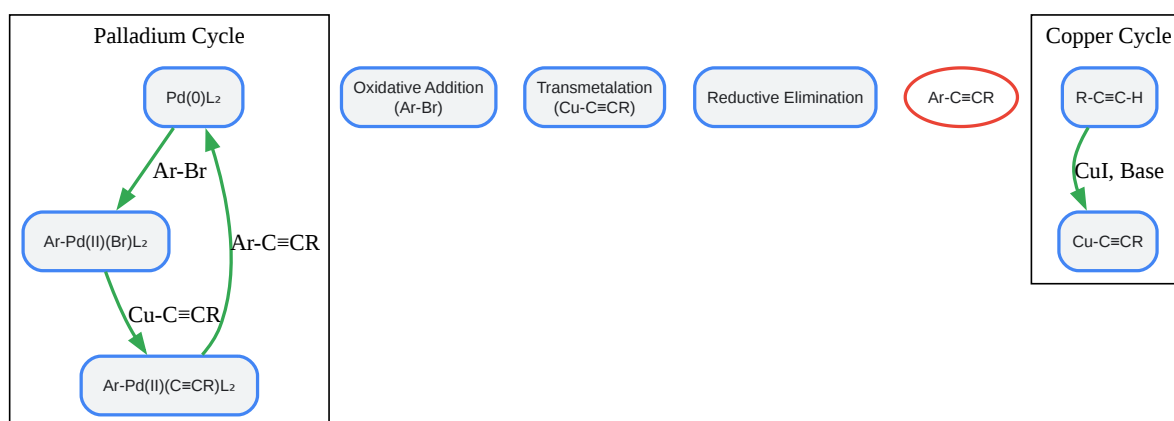 Palladium Cycle
Pd(0)L₂
Ar-Br
Ar-Pd(II)(Br)L₂
Ar-C≡CR
Cu-C≡CR
Ar-Pd(II)(C≡CR)L₂
Oxidative Addition
(Ar-Br)
Transmetalation
(Cu-C≡CR)
Reductive Elimination
Ar-C≡CR
Copper Cycle
R-C≡C-H
CuI, Base
Cu-C≡CR